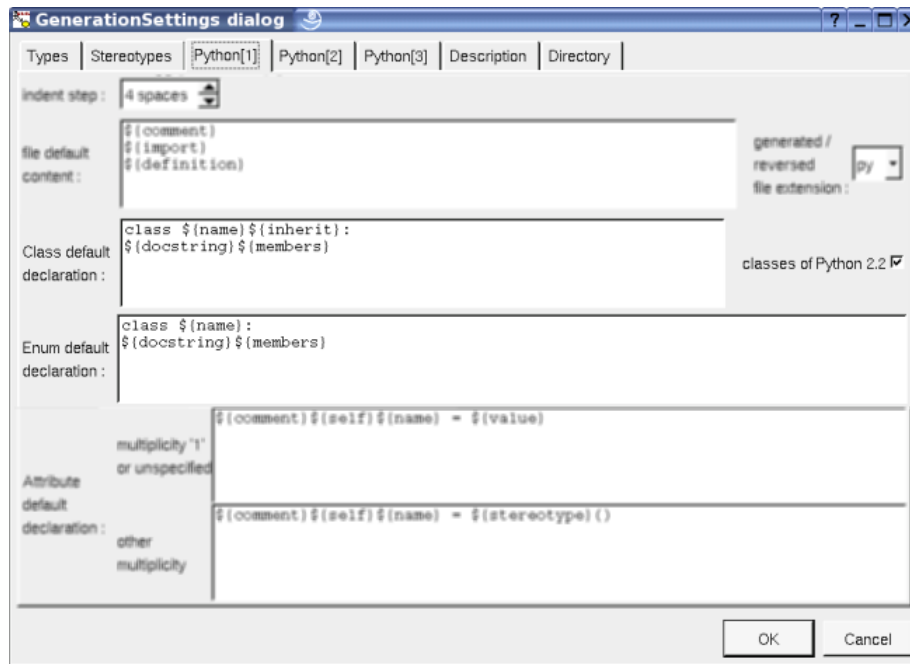 GenerationSettings dialog
Types Stereotypes Python[1] Python[2] Python[3] Description Directory
indent step : 4 spaces
file default content :
${comment}
${import}
${definition}
generated / reversed file extension : py
Class default declaration :
class ${name}${inherit}:
${docstring}${members}
classes of Python 2.2
Enum default declaration :
class ${name}:
${docstring}${members}
Attribute default declaration :
multiplicity '1' or unspecified
${comment}${self}${name} = ${value}
other multiplicity
${comment}${self}${name} = ${stereotype}()
OK Cancel